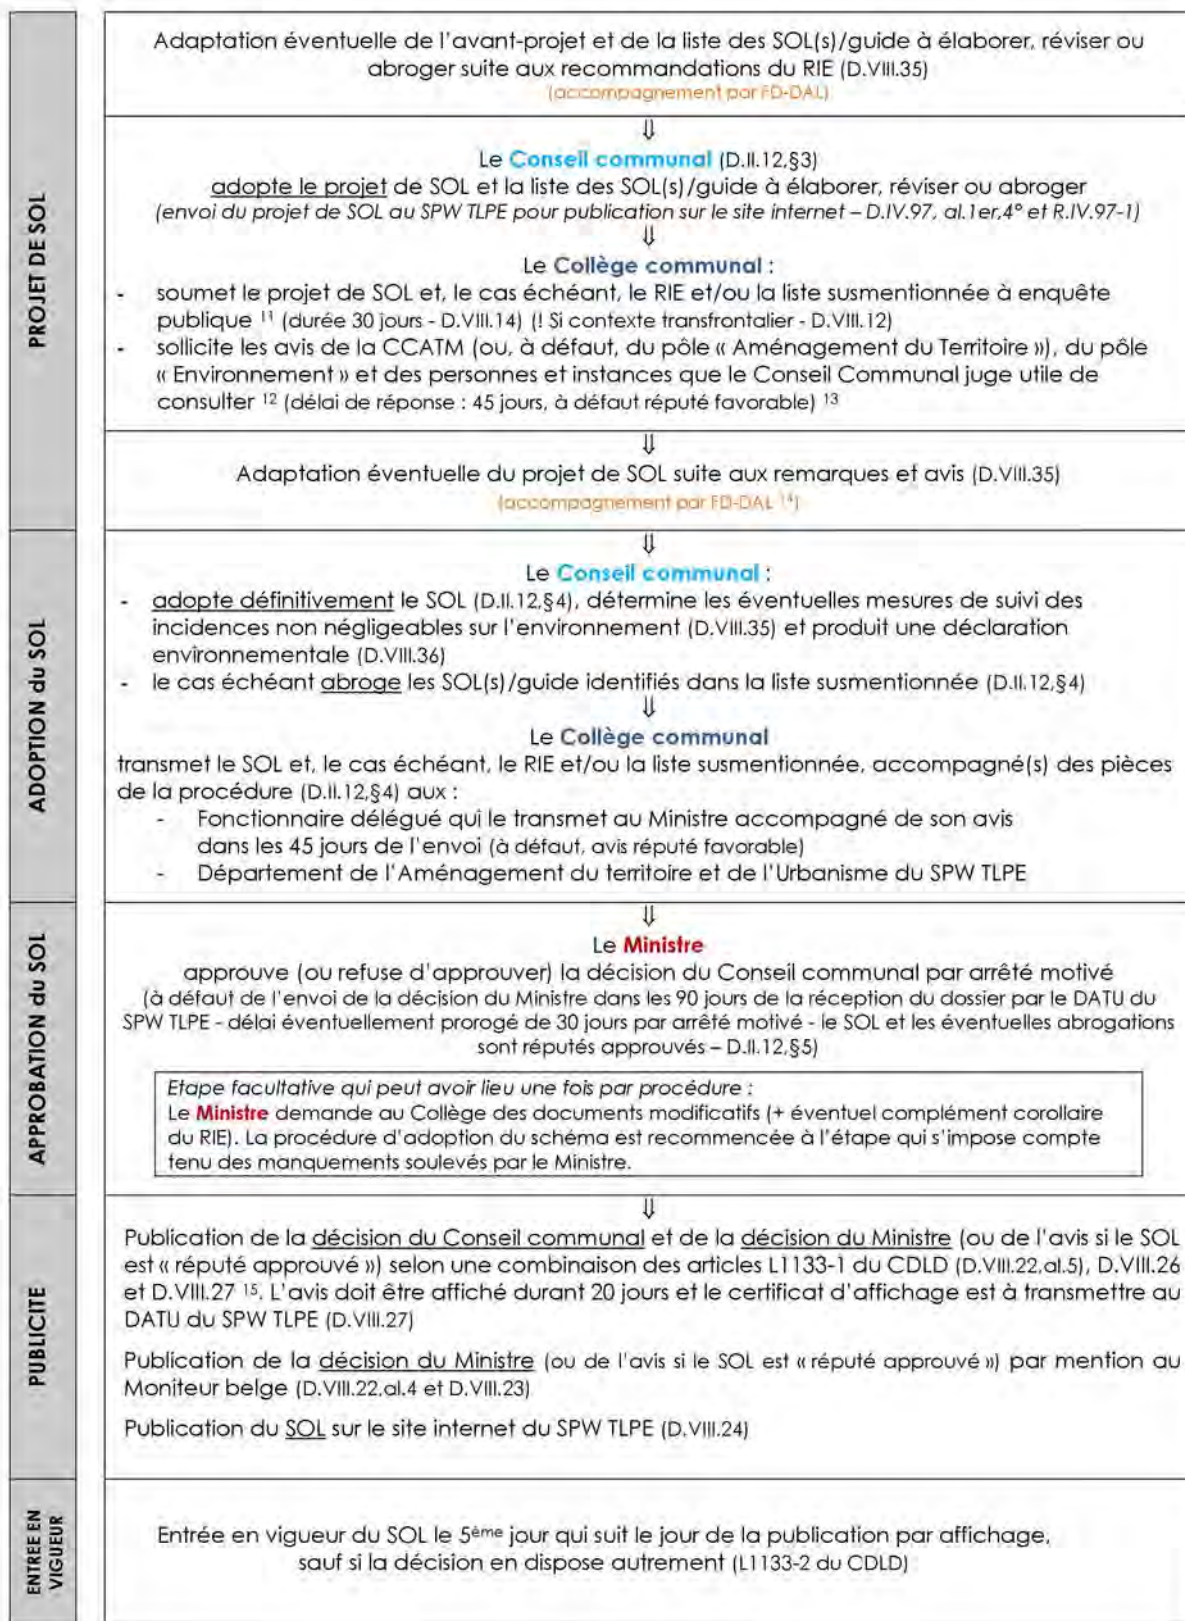 PROJET DE SOL
Adaptation éventuelle de l'avant-projet et de la liste des SOL(s)/guide à élaborer, réviser ou
abroger suite aux recommandations du RIE (D.VIII.35)
(accompagnement par FD-DAL)
⇓
Le Conseil communal (D.II.12,§3)
adopte le projet de SOL et la liste des SOL(s)/guide à élaborer, réviser ou abroger
(envoi du projet de SOL au SPW TLPE pour publication sur le site internet – D.IV.97, al.1er,4° et R.IV.97-1)
⇓
Le Collège communal :
- soumet le projet de SOL et, le cas échéant, le RIE et/ou la liste susmentionnée à enquête
publique 11 (durée 30 jours - D.VIII.14) (! Si contexte transfrontalier - D.VIII.12)
- sollicite les avis de la CCATM (ou, à défaut, du pôle « Aménagement du Territoire »), du pôle
« Environnement » et des personnes et instances que le Conseil Communal juge utile de
consulter 12 (délai de réponse : 45 jours, à défaut réputé favorable) 13
⇓
Adaptation éventuelle du projet de SOL suite aux remarques et avis (D.VIII.35)
(accompagnement par FD-DAL 14)
ADOPTION du SOL
⇓
Le Conseil communal :
- adopte définitivement le SOL (D.II.12,§4), détermine les éventuelles mesures de suivi des
incidences non négligeables sur l'environnement (D.VIII.35) et produit une déclaration
environnementale (D.VIII.36)
- le cas échéant abroge les SOL(s)/guide identifiés dans la liste susmentionnée (D.II.12,§4)
⇓
Le Collège communal
transmet le SOL et, le cas échéant, le RIE et/ou la liste susmentionnée, accompagné(s) des pièces
de la procédure (D.II.12,§4) aux :
- Fonctionnaire délégué qui le transmet au Ministre accompagné de son avis
dans les 45 jours de l'envoi (à défaut, avis réputé favorable)
- Département de l'Aménagement du territoire et de l'Urbanisme du SPW TLPE
APPROBATION du SOL
⇓
Le Ministre
approuve (ou refuse d'approuver) la décision du Conseil communal par arrêté motivé
(à défaut de l'envoi de la décision du Ministre dans les 90 jours de la réception du dossier par le DATU du
SPW TLPE - délai éventuellement prorogé de 30 jours par arrêté motivé - le SOL et les éventuelles abrogations
sont réputés approuvés – D.II.12,§5)
Etape facultative qui peut avoir lieu une fois par procédure :
Le Ministre demande au Collège des documents modificatifs (+ éventuel complément corollaire
du RIE). La procédure d'adoption du schéma est recommencée à l'étape qui s'impose compte
tenu des manquements soulevés par le Ministre.
PUBLICITE
⇓
Publication de la décision du Conseil communal et de la décision du Ministre (ou de l'avis si le SOL
est « réputé approuvé ») selon une combinaison des articles L1133-1 du CDLD (D.VIII.22,al.5), D.VIII.26
et D.VIII.27 15. L'avis doit être affiché durant 20 jours et le certificat d'affichage est à transmettre au
DATU du SPW TLPE (D.VIII.27)
Publication de la décision du Ministre (ou de l'avis si le SOL est « réputé approuvé ») par mention au
Moniteur belge (D.VIII.22,al.4 et D.VIII.23)
Publication du SOL sur le site internet du SPW TLPE (D.VIII.24)
ENTREE EN
VIGUEUR
Entrée en vigueur du SOL le 5ème jour qui suit le jour de la publication par affichage,
sauf si la décision en dispose autrement (L1133-2 du CDLD)